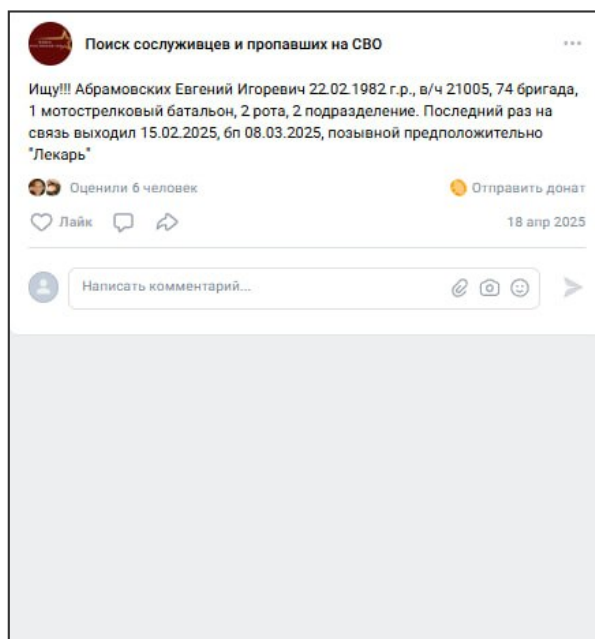 Поиск сослуживцев и пропавших на СВО
Ищу!!! Абрамовских Евгений Игоревич 22.02.1982 г.р., в/ч 21005, 74 бригада,
1 мотострелковый батальон, 2 рота, 2 подразделение. Последний раз на
связь выходил 15.02.2025, бп 08.03.2025, позывной предположительно
"Лекарь"
Оценили 6 человек
Отправить донат
Лайк
18 апр 2025
Написать комментарий...